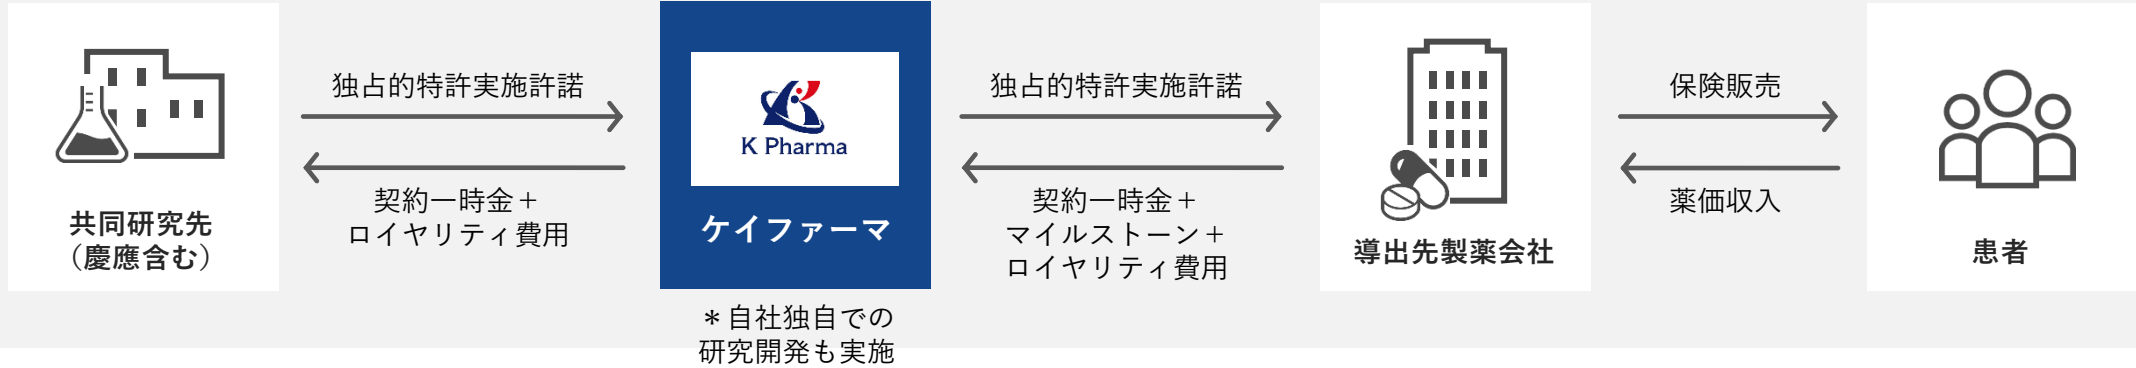 共同研究先
（慶應含む）
独占的特許実施許諾
契約一時金＋
ロイヤリティ費用
K Pharma
ケイファーマ
＊自社独自での
研究開発も実施
独占的特許実施許諾
契約一時金＋
マイルストーン＋
ロイヤリティ費用
導出先製薬会社
保険販売
薬価収入
患者